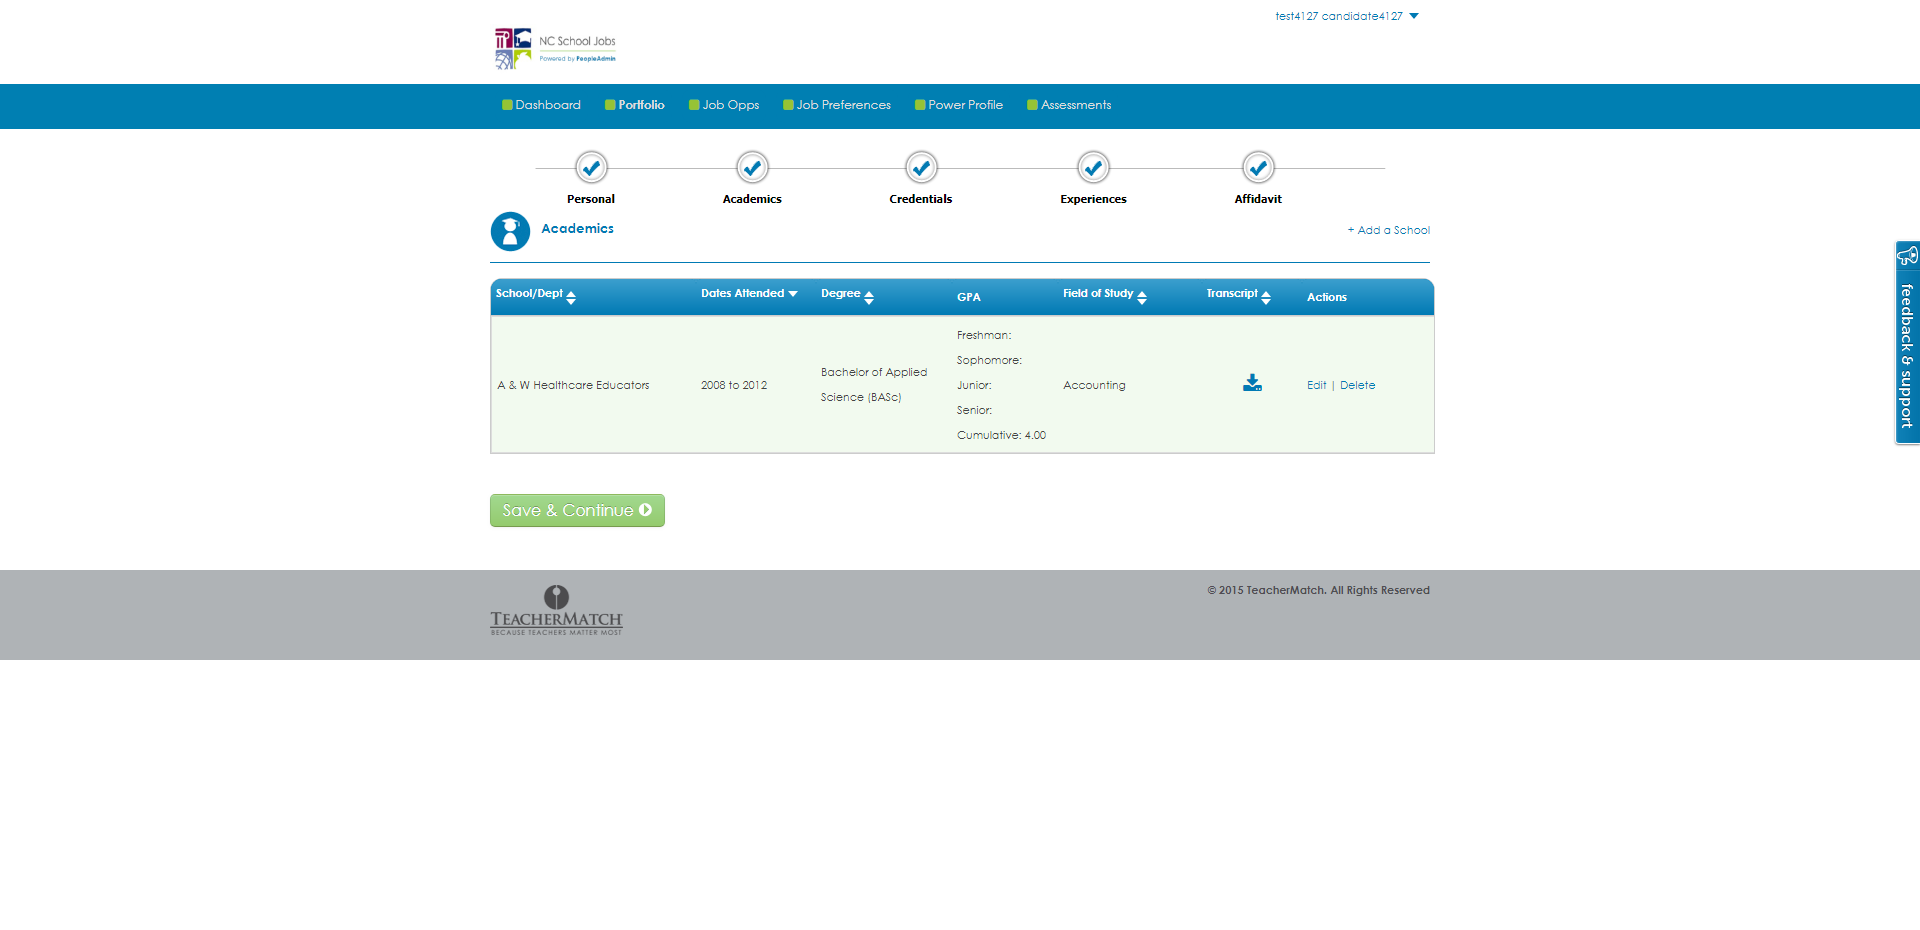 test4127 candidate4127
NC School Jobs
Powered by PeopleAdmin
Dashboard Portfolio Job Opps Job Preferences Power Profile Assessments
Personal Academics Credentials Experiences Affidavit
Academics
+ Add a School
School/Dept Dates Attended Degree GPA Field of Study Transcript Actions
A & W Healthcare Educators
2008 to 2012
Bachelor of Applied
Science (BASc)
Freshman:
Sophomore:
Junior:
Senior:
Cumulative: 4.00
Accounting
Edit | Delete
Save & Continue
feedback & support
TEACHERMATCH
BECAUSE TEACHERS MATTER MOST
© 2015 TeacherMatch. All Rights Reserved